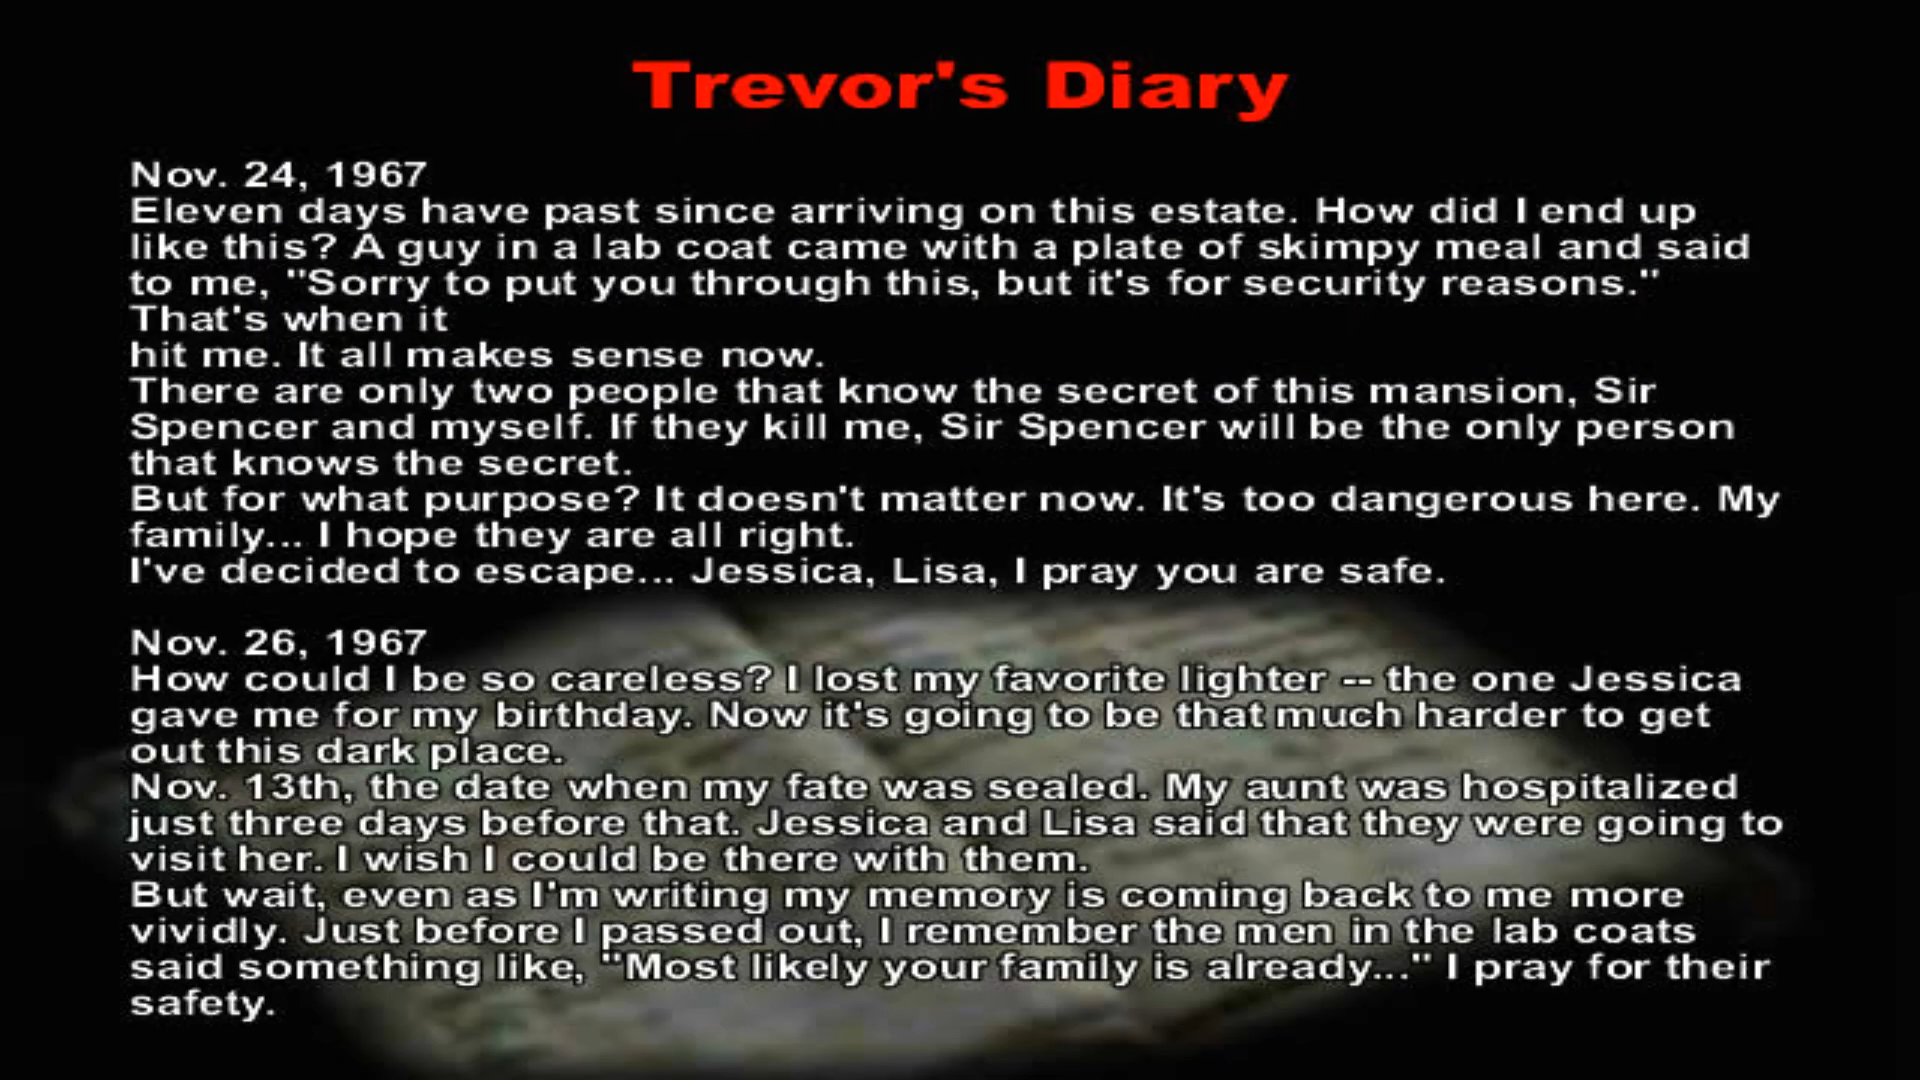 Trevor's Diary
Nov. 24, 1967
Eleven days have past since arriving on this estate. How did I end up
like this? A guy in a lab coat came with a plate of skimpy meal and said
to me, "Sorry to put you through this, but it's for security reasons."
That's when it
hit me. It all makes sense now.
There are only two people that know the secret of this mansion, Sir
Spencer and myself. If they kill me, Sir Spencer will be the only person
that knows the secret.
But for what purpose? It doesn't matter now. It's too dangerous here. My
family... I hope they are all right.
I've decided to escape... Jessica, Lisa, I pray you are safe.
Nov. 26, 1967
How could I be so careless? I lost my favorite lighter -- the one Jessica
gave me for my birthday. Now it's going to be that much harder to get
out this dark place.
Nov. 13th, the date when my fate was sealed. My aunt was hospitalized
just three days before that. Jessica and Lisa said that they were going to
visit her. I wish I could be there with them.
But wait, even as I'm writing my memory is coming back to me more
vividly. Just before I passed out, I remember the men in the lab coats
said something like, "Most likely your family is already..." I pray for their
safety.